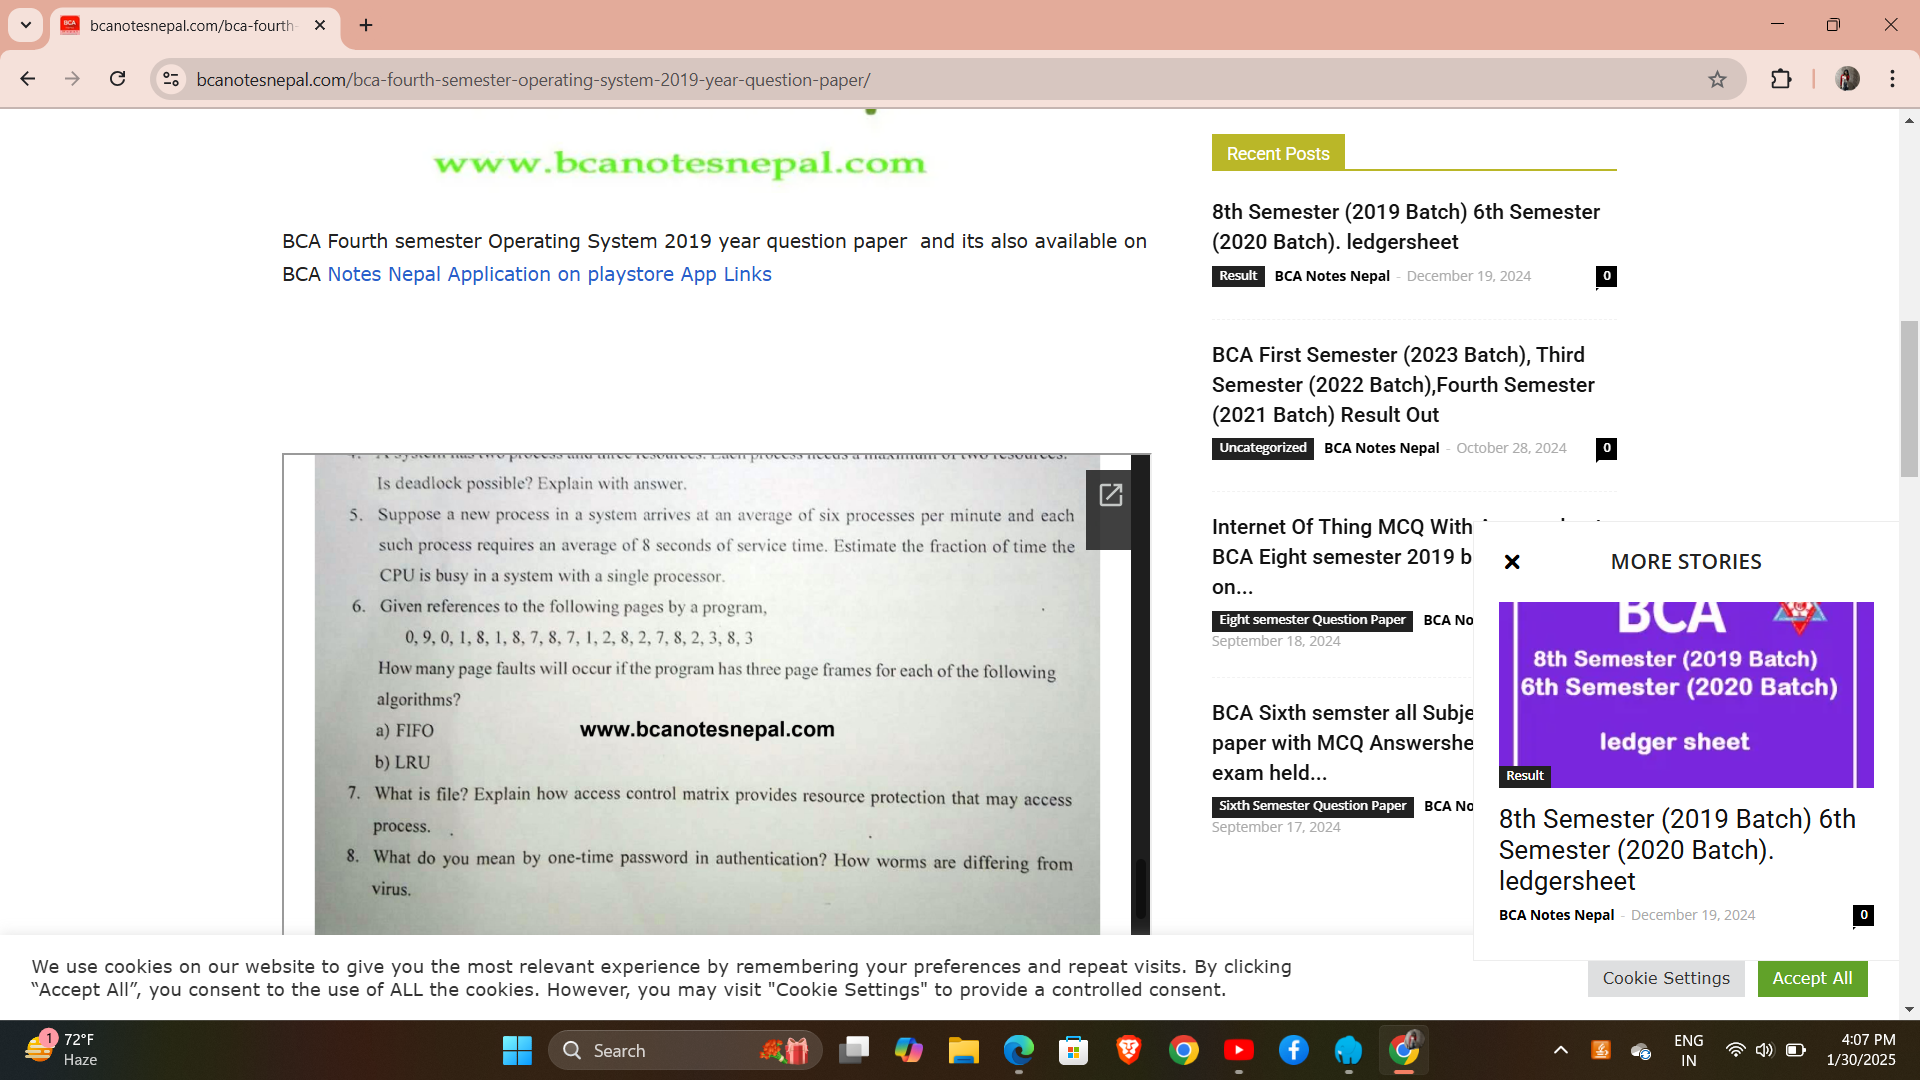 bcanotesnepal.com/bca-fourth-
bcanotesnepal.com/bca-fourth-semester-operating-system-2019-year-question-paper/
www.bcanotesnepal.com
BCA Fourth semester Operating System 2019 year question paper and its also available on
BCA Notes Nepal Application on playstore App Links
4. A system has two process and three resources. Each process needs a maximum of two resources.
Is deadlock possible? Explain with answer.
5. Suppose a new process in a system arrives at an average of six processes per minute and each
such process requires an average of 8 seconds of service time. Estimate the fraction of time the
CPU is busy in a system with a single processor.
6. Given references to the following pages by a program,
0, 9, 0, 1, 8, 1, 8, 7, 8, 7, 1, 2, 8, 2, 7, 8, 2, 3, 8, 3
How many page faults will occur if the program has three page frames for each of the following
algorithms?
a) FIFO
www.bcanotesnepal.com
b) LRU
7. What is file? Explain how access control matrix provides resource protection that may access
process.
8. What do you mean by one-time password in authentication? How worms are differing from
virus.
Recent Posts
8th Semester (2019 Batch) 6th Semester
(2020 Batch). ledgersheet
Result BCA Notes Nepal - December 19, 2024 0
BCA First Semester (2023 Batch), Third
Semester (2022 Batch),Fourth Semester
(2021 Batch) Result Out
Uncategorized BCA Notes Nepal - October 28, 2024 0
Internet Of Thing MCQ With
BCA Eight semester 2019 b
on...
Eight semester Question Paper BCA No
September 18, 2024
BCA Sixth semster all Subje
paper with MCQ Answershe
exam held...
Sixth Semester Question Paper BCA No
September 17, 2024
MORE STORIES
BCA
8th Semester (2019 Batch)
6th Semester (2020 Batch)
ledger sheet
Result
8th Semester (2019 Batch) 6th
Semester (2020 Batch).
ledgersheet
BCA Notes Nepal - December 19, 2024 0
We use cookies on our website to give you the most relevant experience by remembering your preferences and repeat visits. By clicking
“Accept All”, you consent to the use of ALL the cookies. However, you may visit "Cookie Settings" to provide a controlled consent.
Cookie Settings
Accept All
1
72°F
Haze
Search
ENG
IN
4:07 PM
1/30/2025